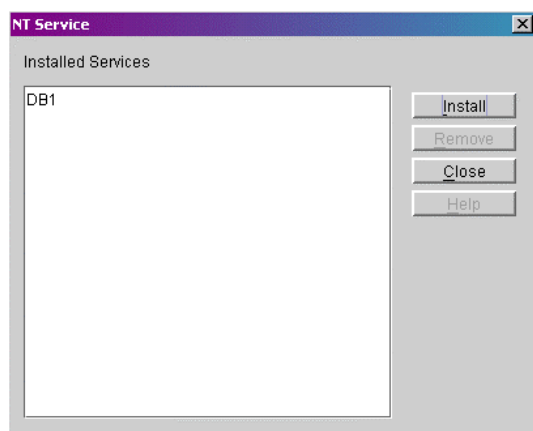 NT Service
Installed Services
DB1
Install
Remove
Close
Help